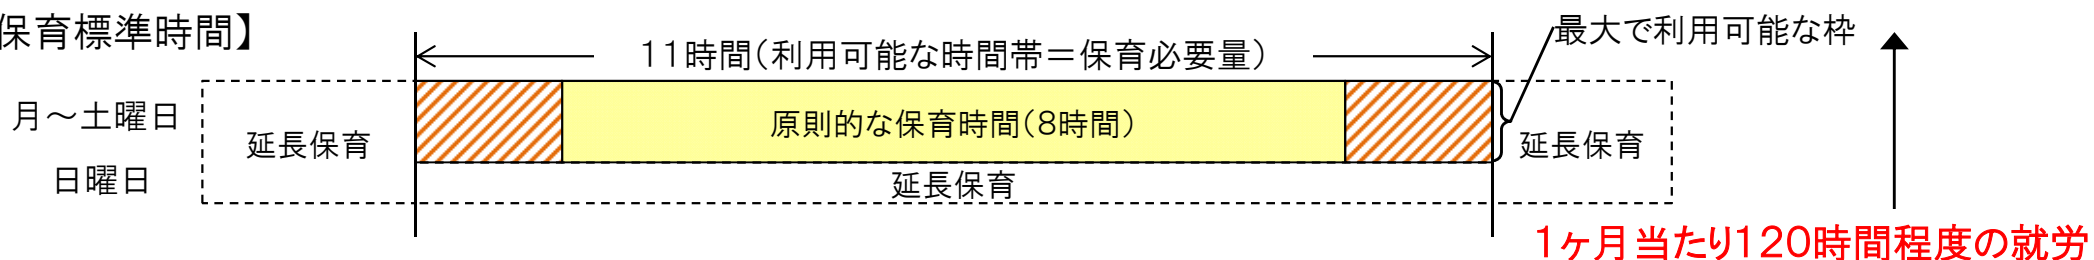 保育標準時間】
最大で利用可能な枠
11時間(利用可能な時間帯＝保育必要量)
月～土曜日
延長保育
原則的な保育時間(8時間)
延長保育
日曜日
延長保育
1ヶ月当たり120時間程度の就労